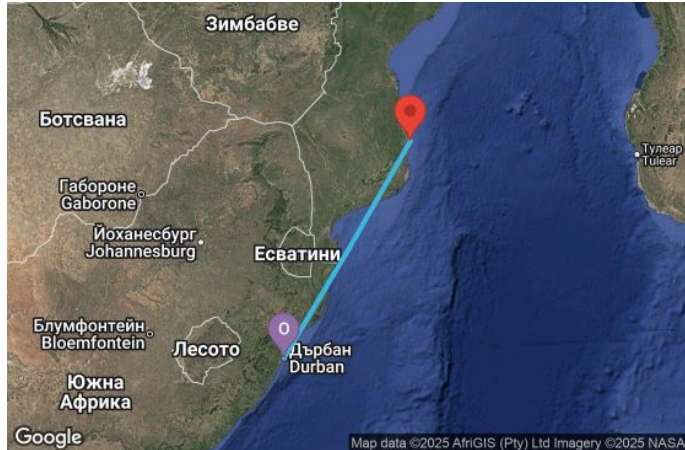 Зимбабве
Ботсвана
Тулеар
Tulear
Габороне
Gaborone
Йоханесбург
Johannesburg
Есватини
O
Блумфонтейн
Bloemfontein
Лесото
Дърбан
Durban
Южна
Африка
Google
Map data ©2025 AfriGIS (Pty) Ltd Imagery ©2025 NASA